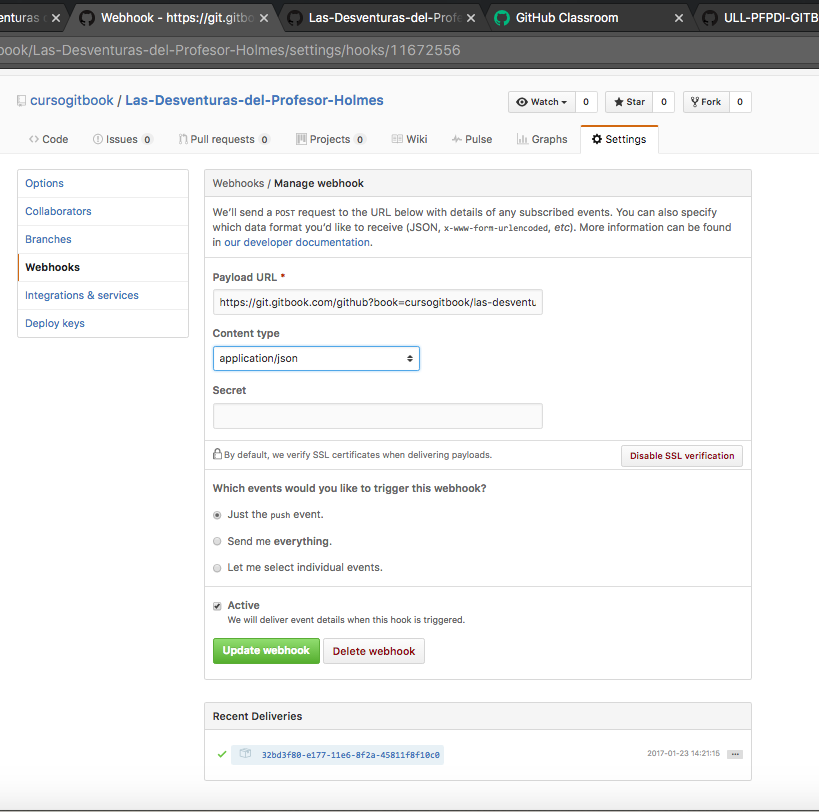 enturas
Webhook - https://git.gitbo
Las-Desventuras-del-Profe
GitHub Classroom
ULL-PFPDI-GITB
book/Las-Desventuras-del-Profesor-Holmes/settings/hooks/11672556
cursogitbook / Las-Desventuras-del-Profesor-Holmes
Watch 0 Star 0 Fork 0
Code Issues 0 Pull requests 0 Projects 0 Wiki Pulse Graphs Settings
Options
Collaborators
Branches
Webhooks
Integrations & services
Deploy keys
Webhooks / Manage webhook
We'll send a POST request to the URL below with details of any subscribed events. You can also specify
which data format you'd like to receive (JSON, x-www-form-urlencoded, etc). More information can be found
in our developer documentation.
Payload URL *
https://git.gitbook.com/github?book=cursogitbook/las-desventu
Content type
application/json
Secret
By default, we verify SSL certificates when delivering payloads.
Disable SSL verification
Which events would you like to trigger this webhook?
Just the push event.
Send me everything.
Let me select individual events.
Active
We will deliver event details when this hook is triggered.
Update webhook Delete webhook
Recent Deliveries
32bd3f80-e177-11e6-8f2a-45811f8f10c0 2017-01-23 14:21:15 ...